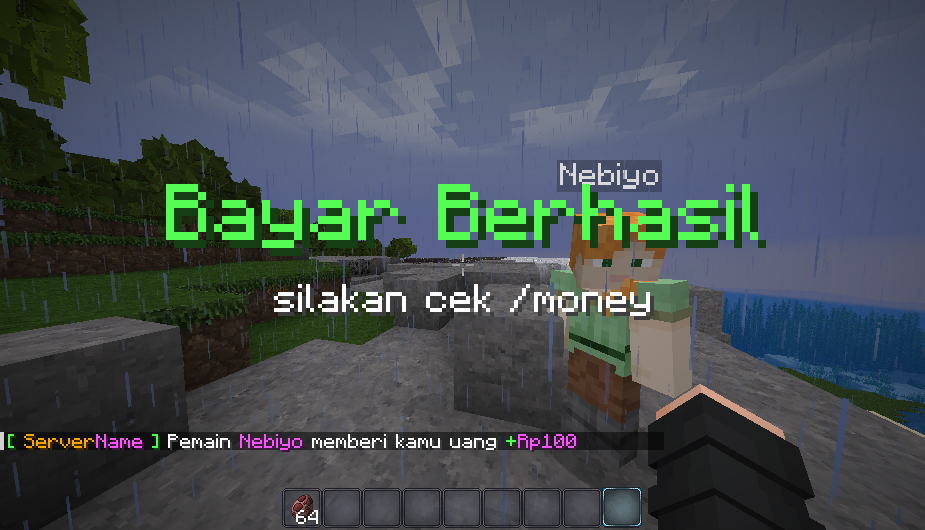 Nebiyo
Bayar Berhasil
silakan cek /money
[ ServerName ] Pemain Nebiyo memberi kamu uang +Rp100
64